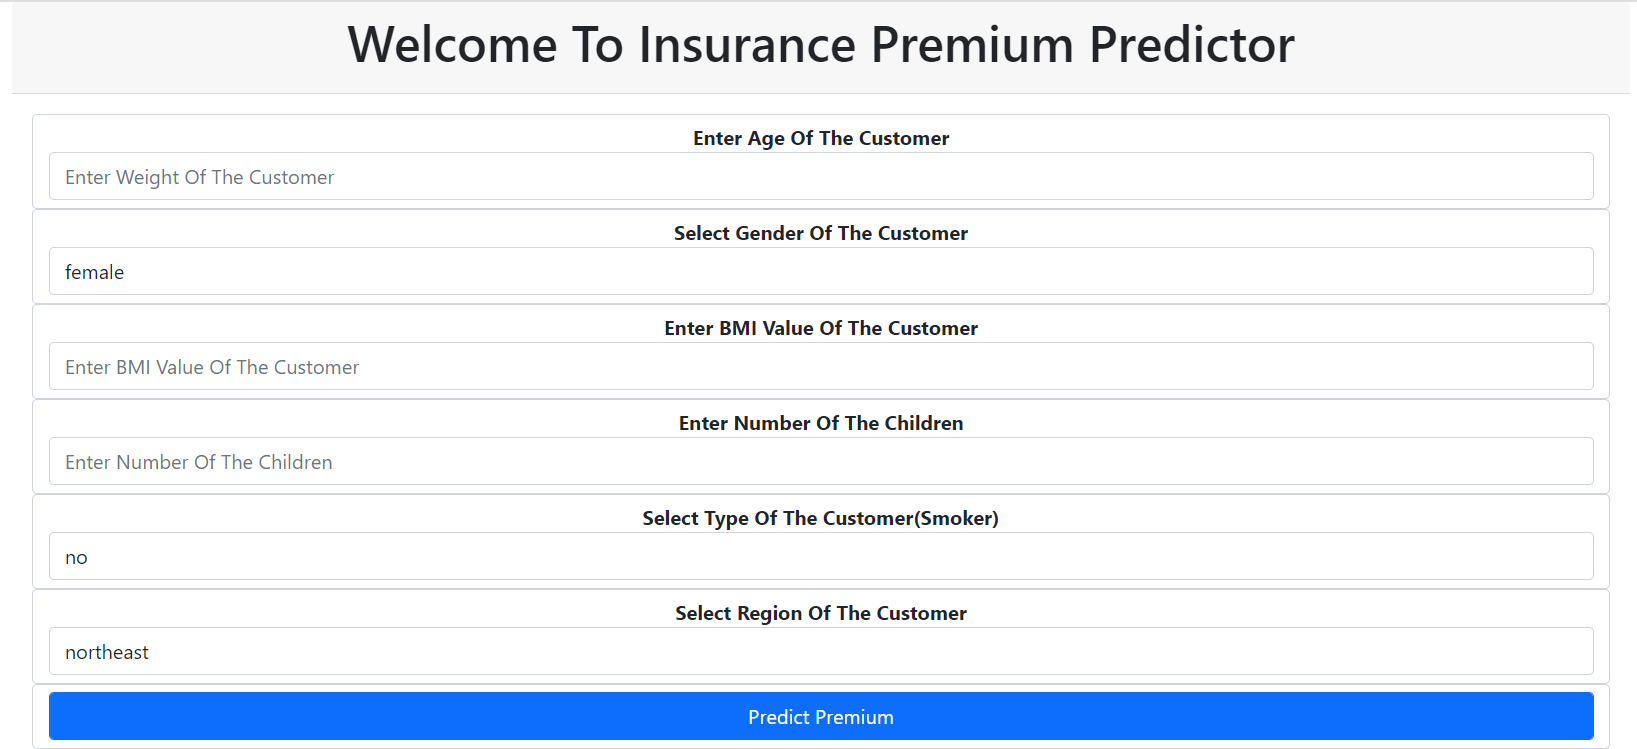 Welcome To Insurance Premium Predictor
Enter Age Of The Customer
Enter Weight Of The Customer
Select Gender Of The Customer
female
Enter BMI Value Of The Customer
Enter BMI Value Of The Customer
Enter Number Of The Children
Enter Number Of The Children
Select Type Of The Customer(Smoker)
no
Select Region Of The Customer
northeast
Predict Premium